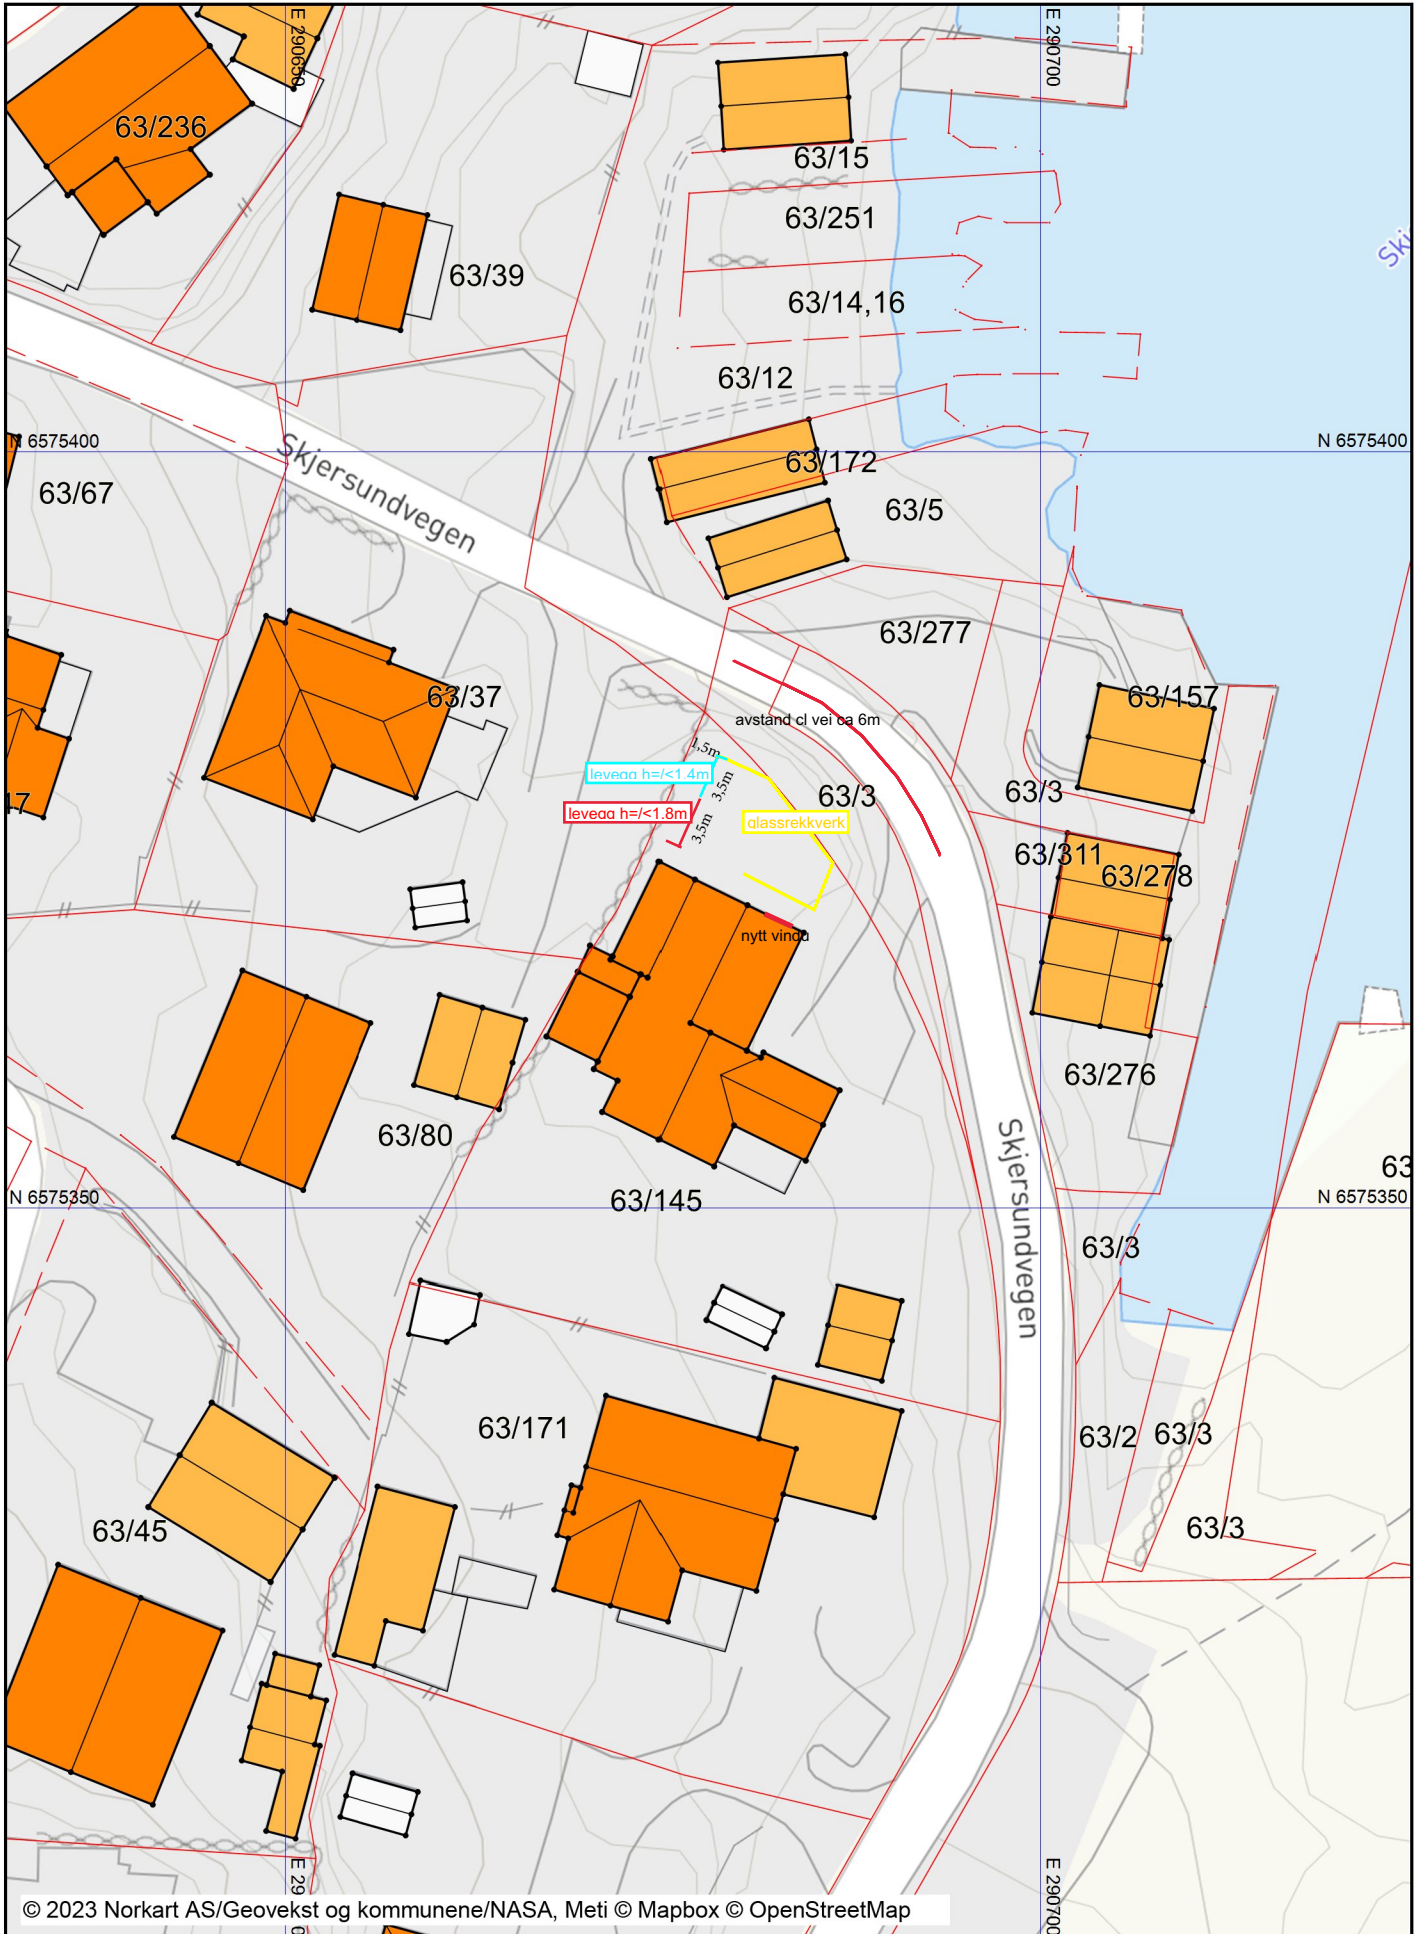 E 290650
E 290700
63/236
63/15
63/251
63/39
63/14,16
63/12
N 6575400
N 6575400
Skjersundvegen
63/172
63/67
63/5
63/277
63/37
63/157
avstand cl vei ca 6m
1,5m
levegg h=/<1.4m
3,5m
63/3
63/3
levegg h=/<1.8m
glassrekkverk
3,5m
63/311
63/278
nytt vindu
63/276
63/80
Skjersundvegen
63
N 6575350
N 6575350
63/145
63/3
63/171
63/2
63/3
63/45
63/3
E 290700
© 2023 Norkart AS/Geovekst og kommunene/NASA, Meti © Mapbox © OpenStreetMap